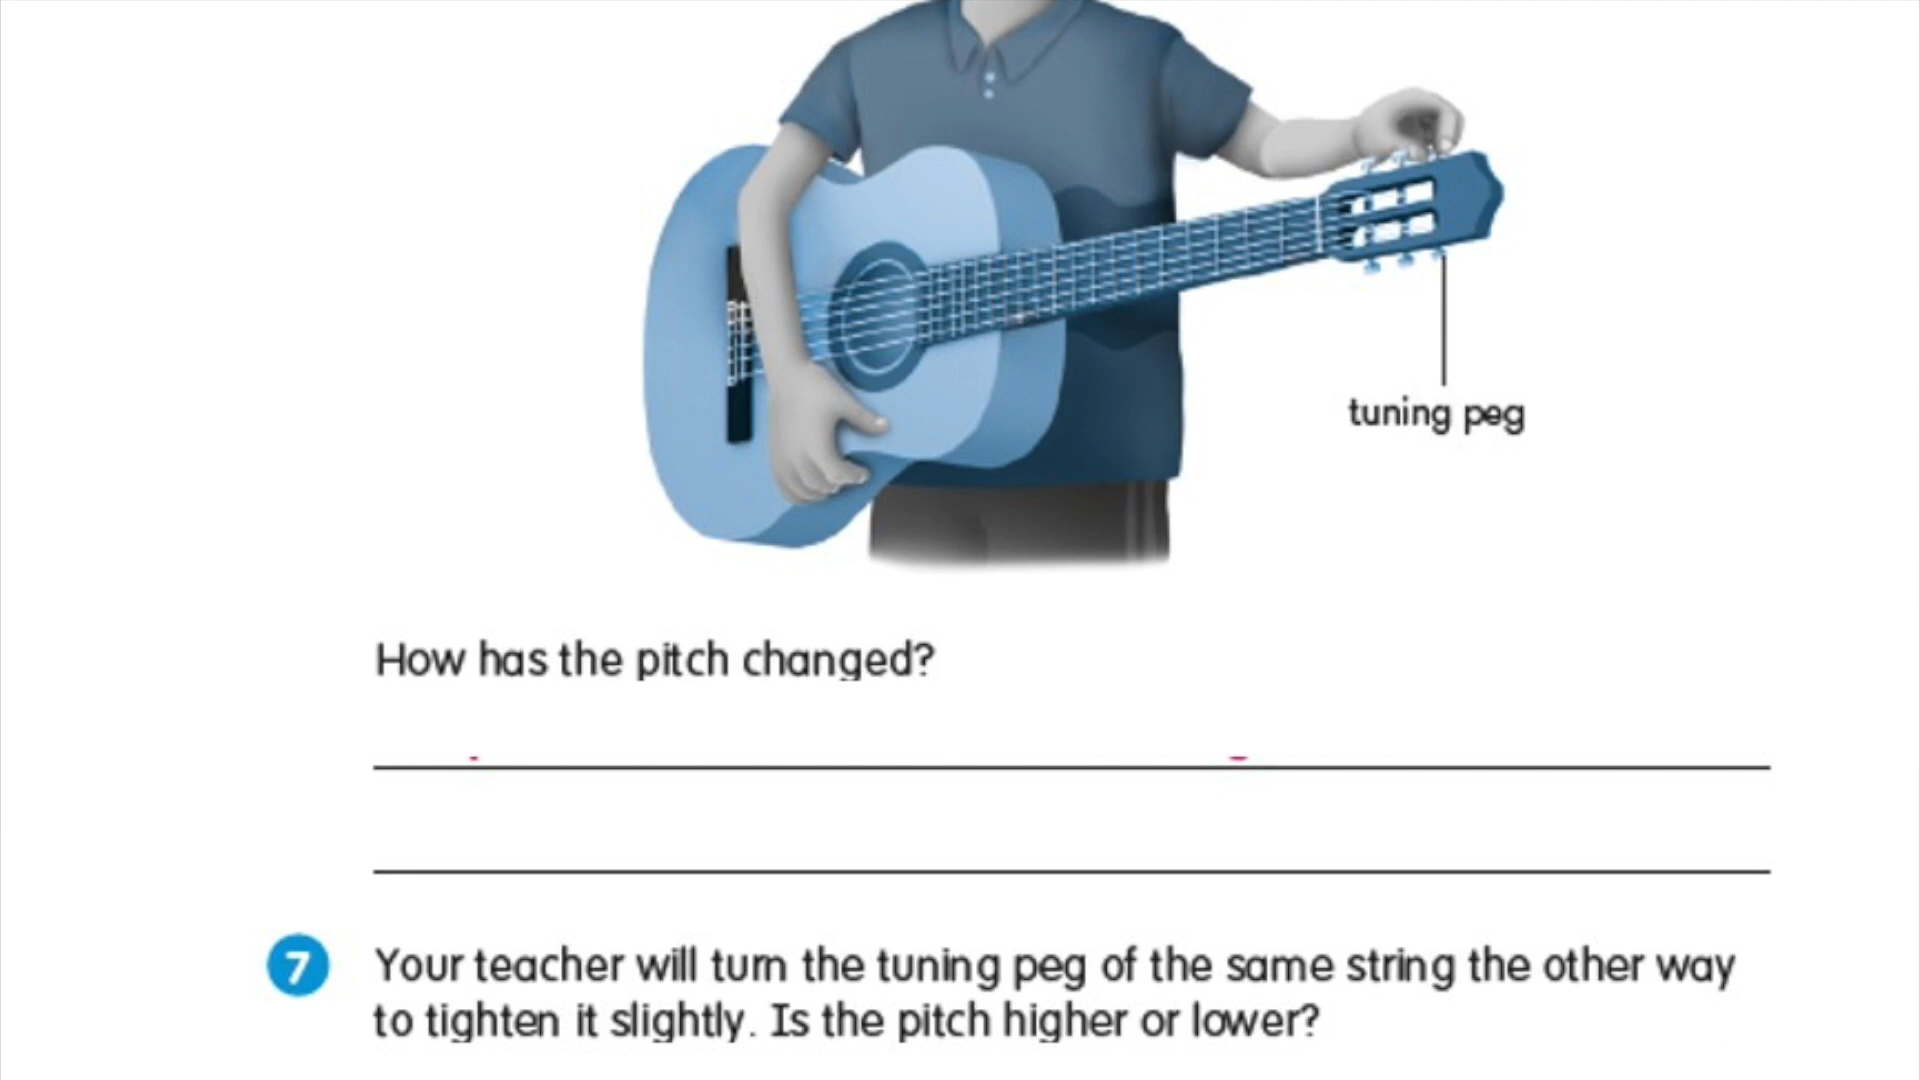 tuning peg
How has the pitch changed?
7 Your teacher will turn the tuning peg of the same string the other way
to tighten it slightly. Is the pitch higher or lower?